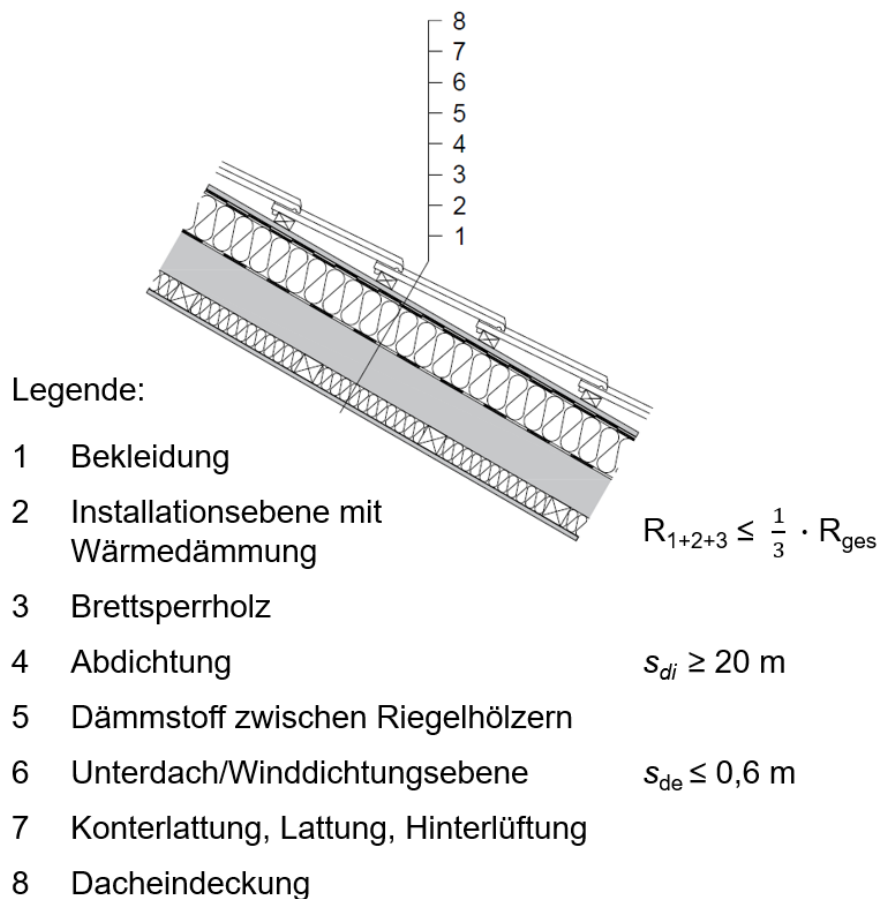 8
7
6
5
4
3
2
1
Legende:
1 Bekleidung
2 Installationsebene mit
Wärmedämmung
R1+2+3 ≤ 1/3 · Rges
3 Brettsperrholz
4 Abdichtung sdi ≥ 20 m
5 Dämmstoff zwischen Riegelhölzern
6 Unterdach/Winddichtungsebene sde ≤ 0,6 m
7 Konterlattung, Lattung, Hinterlüftung
8 Dacheindeckung